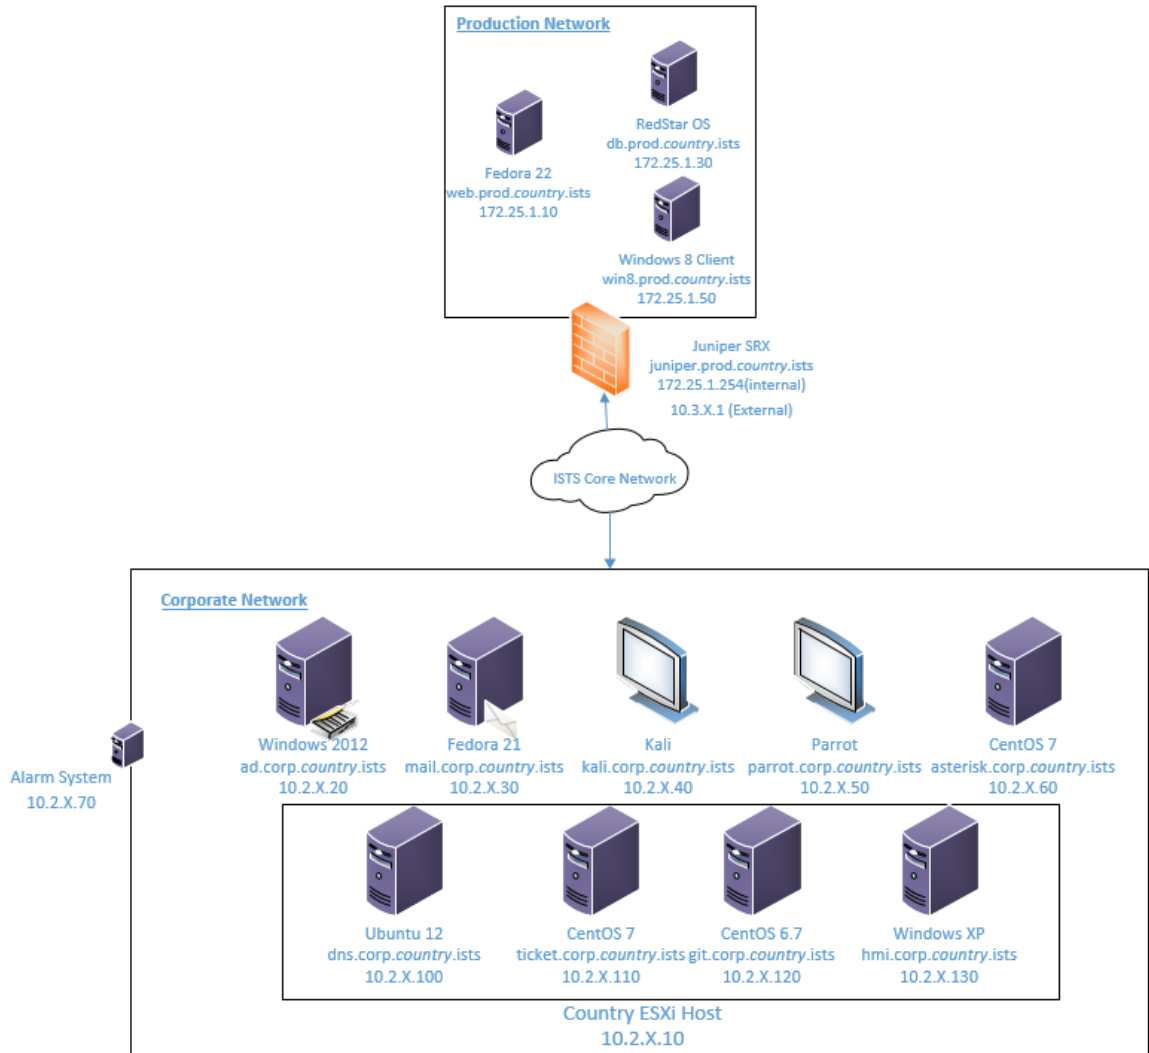 Production Network
RedStar OS
db.prod.country.ists
172.25.1.30
Fedora 22
web.prod.country.ists
172.25.1.10
Windows 8 Client
win8.prod.country.ists
172.25.1.50
Juniper SRX
juniper.prod.country.ists
172.25.1.254(internal)
10.3.X.1 (External)
ISTS Core Network
Corporate Network
Windows 2012
ad.corp.country.ists
10.2.X.20
Fedora 21
mail.corp.country.ists
10.2.X.30
Kali
kali.corp.country.ists
10.2.X.40
Parrot
parrot.corp.country.ists
10.2.X.50
CentOS 7
asterisk.corp.country.ists
10.2.X.60
Alarm System
10.2.X.70
Ubuntu 12
dns.corp.country.ists
10.2.X.100
CentOS 7
ticket.corp.country.ists
10.2.X.110
CentOS 6.7
git.corp.country.ists
10.2.X.120
Windows XP
hmi.corp.country.ists
10.2.X.130
Country ESXi Host
10.2.X.10